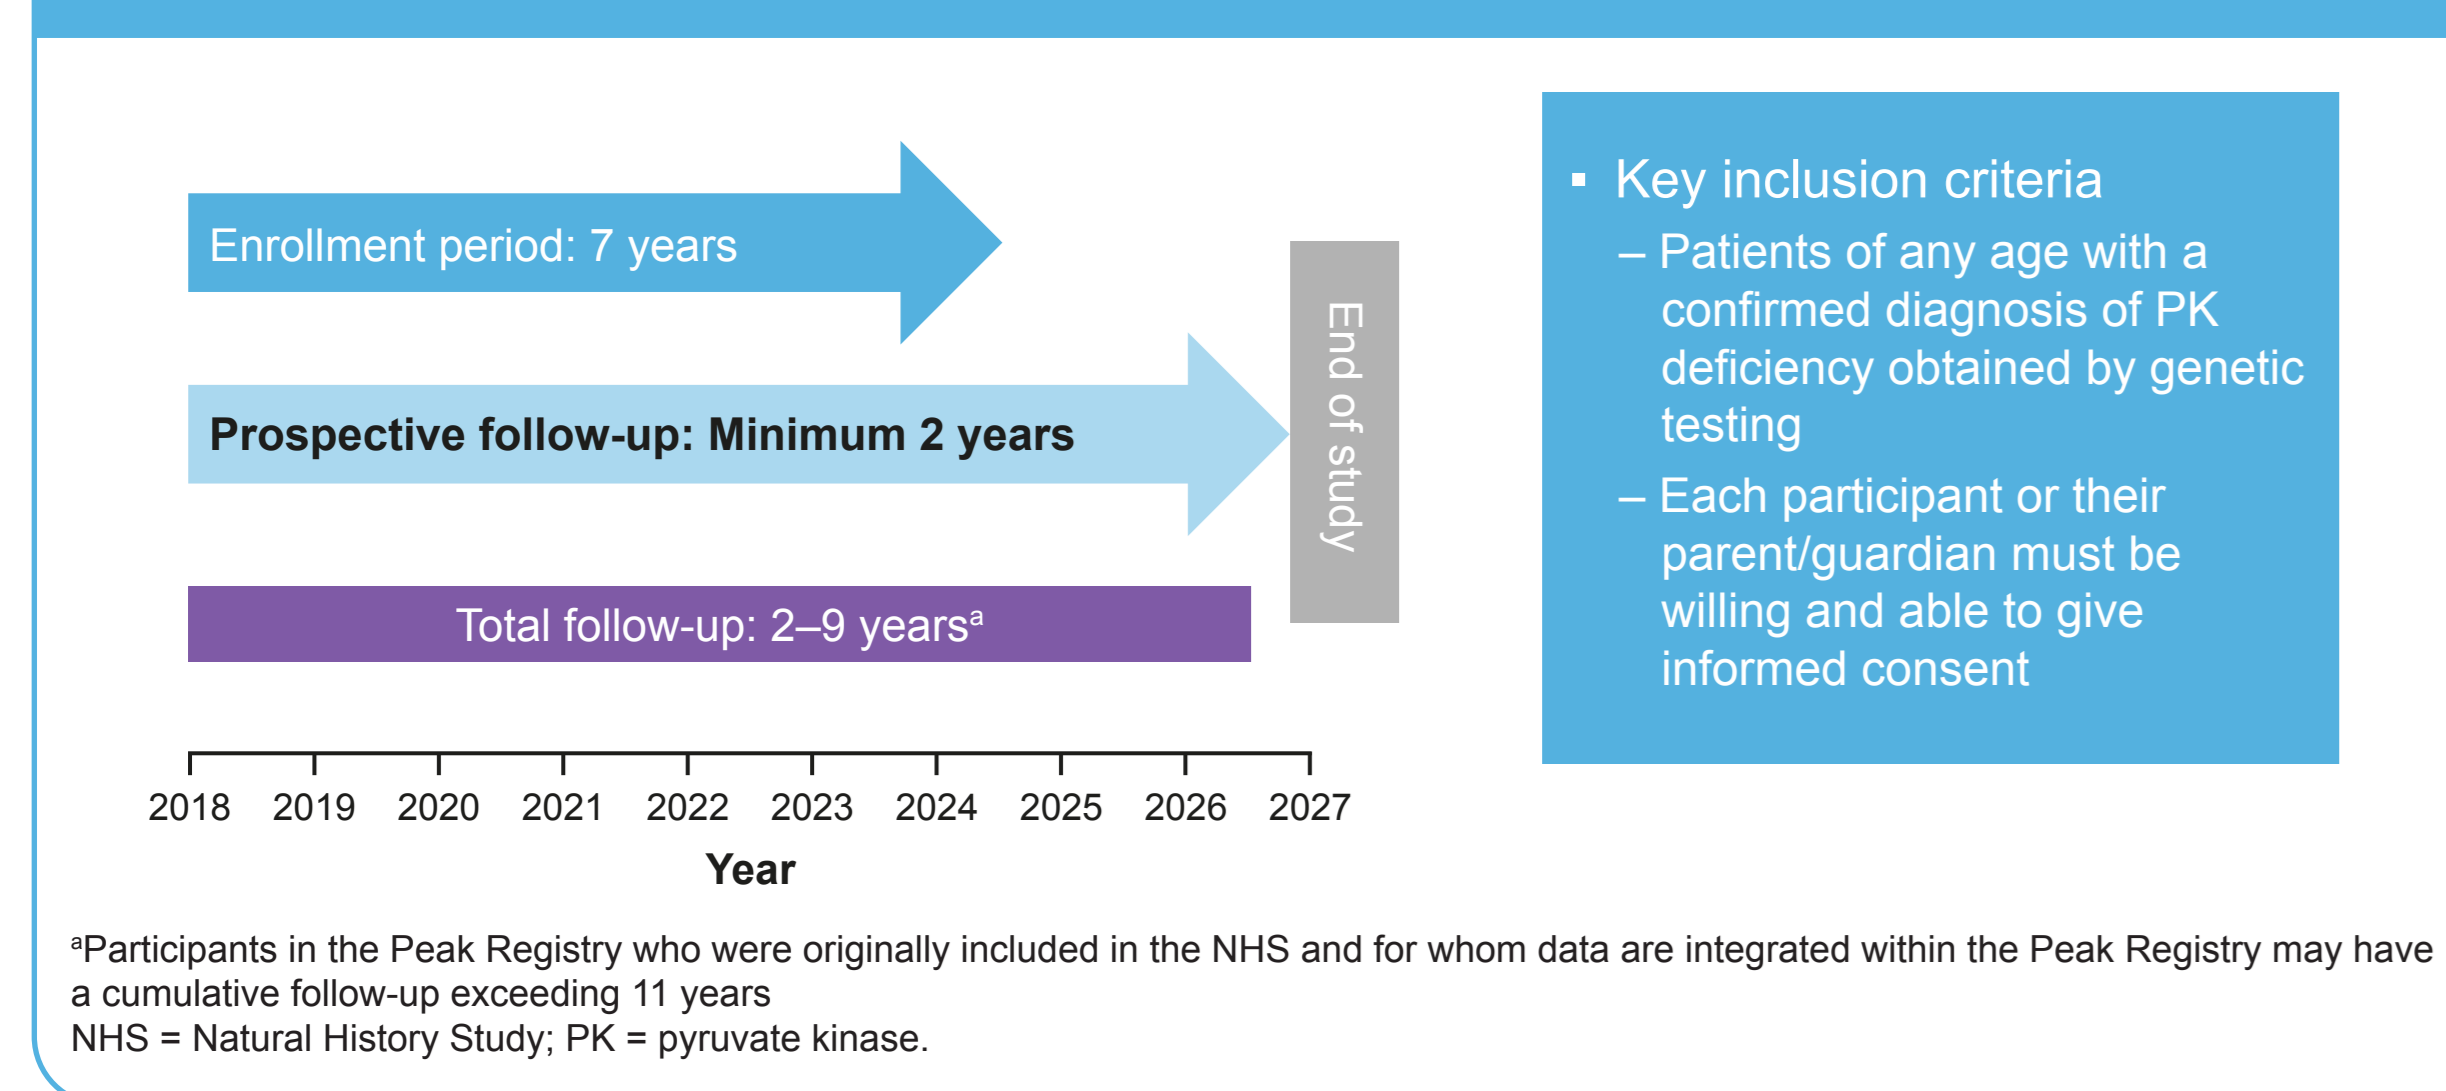 Enrollment period: 7 years
Prospective follow-up: Minimum 2 years
Total follow-up: 2–9 yearsᵃ
End of study
2018 2019 2020 2021 2022 2023 2024 2025 2026 2027
Year
▪ Key inclusion criteria
– Patients of any age with a
confirmed diagnosis of PK
deficiency obtained by genetic
testing
– Each participant or their
parent/guardian must be
willing and able to give
informed consent
ᵃParticipants in the Peak Registry who were originally included in the NHS and for whom data are integrated within the Peak Registry may have
a cumulative follow-up exceeding 11 years
NHS = Natural History Study; PK = pyruvate kinase.